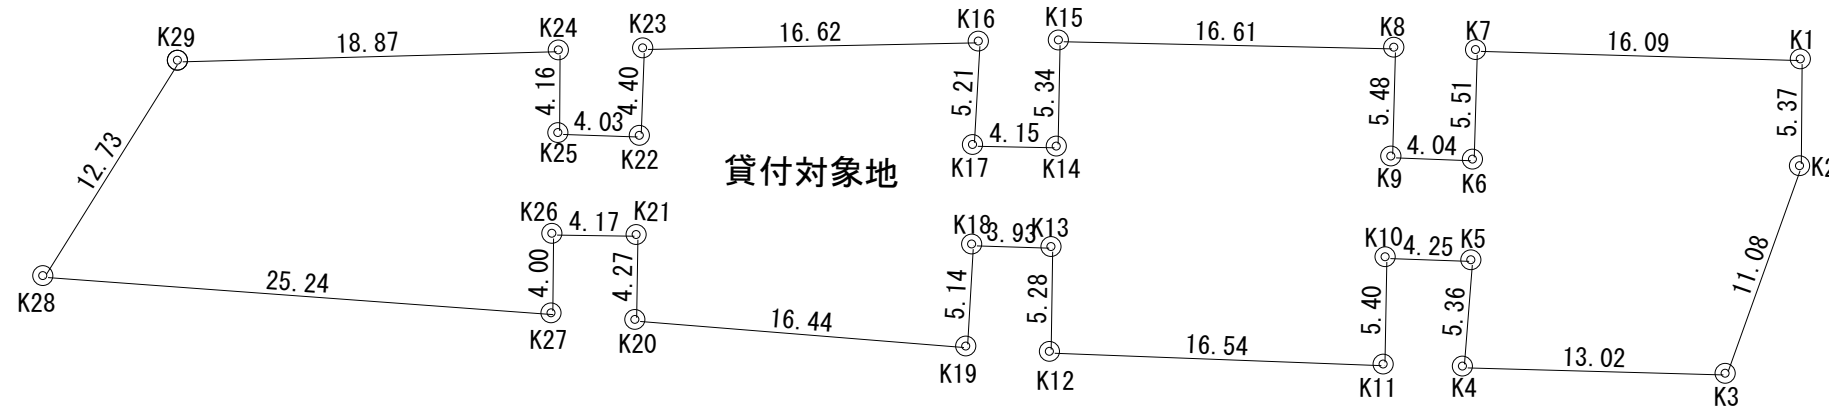 K29
18.87
K24
K23
16.62
K16
K15
16.61
K8
K7
16.09
K1
4.16
4.40
5.21
5.34
5.48
5.51
5.37
12.73
4.03
K25
K22
4.15
K17
K14
4.04
K9
K6
K2
貸付対象地
K26
4.17
K21
K18
3.93
K13
K10
4.25
K5
11.08
K28
25.24
4.00
4.27
5.14
5.28
5.40
5.36
K27
K20
16.44
K19
K12
16.54
K11
K4
13.02
K3